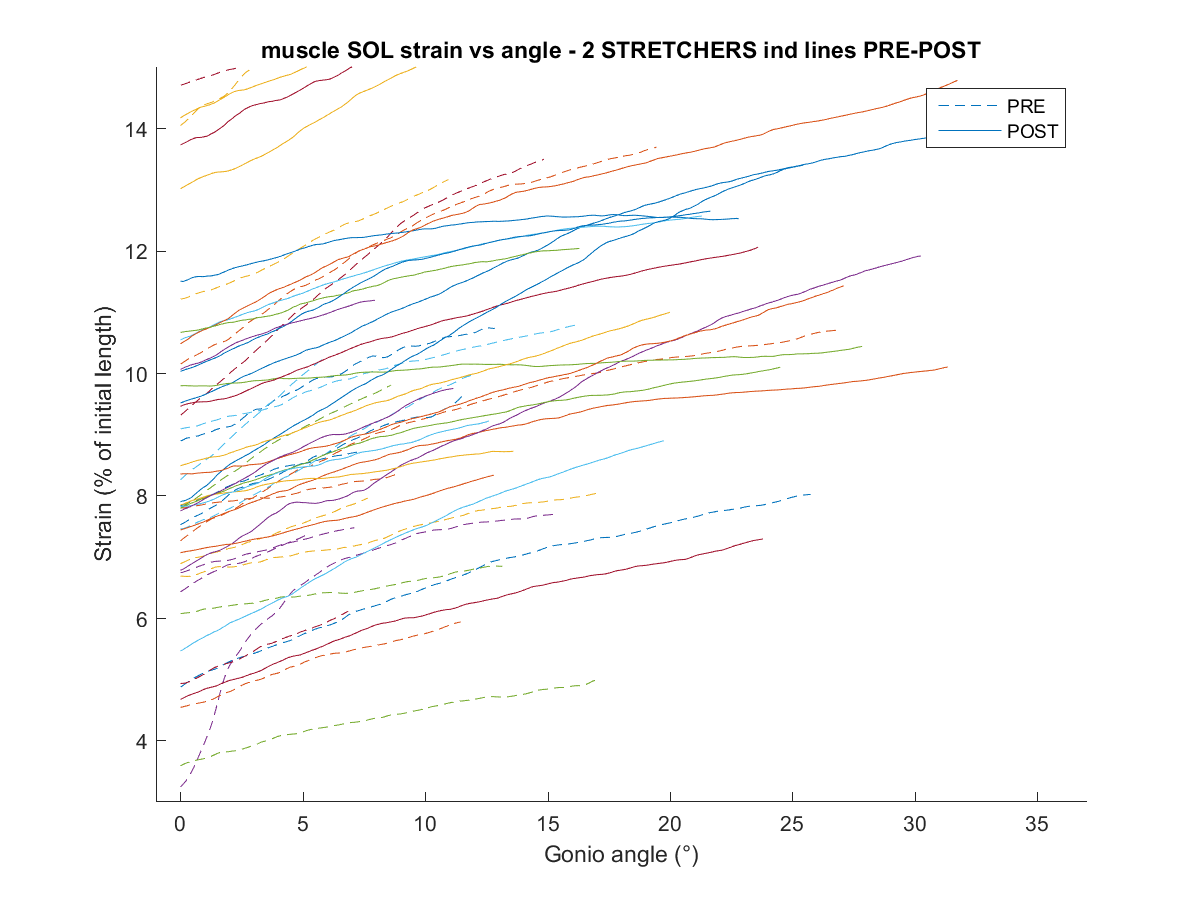 muscle SOL strain vs angle - 2 STRETCHERS ind lines PRE-POST
PRE
POST
14
12
10
8
6
4
Strain (% of initial length)
0 5 10 15 20 25 30 35
Gonio angle (°)